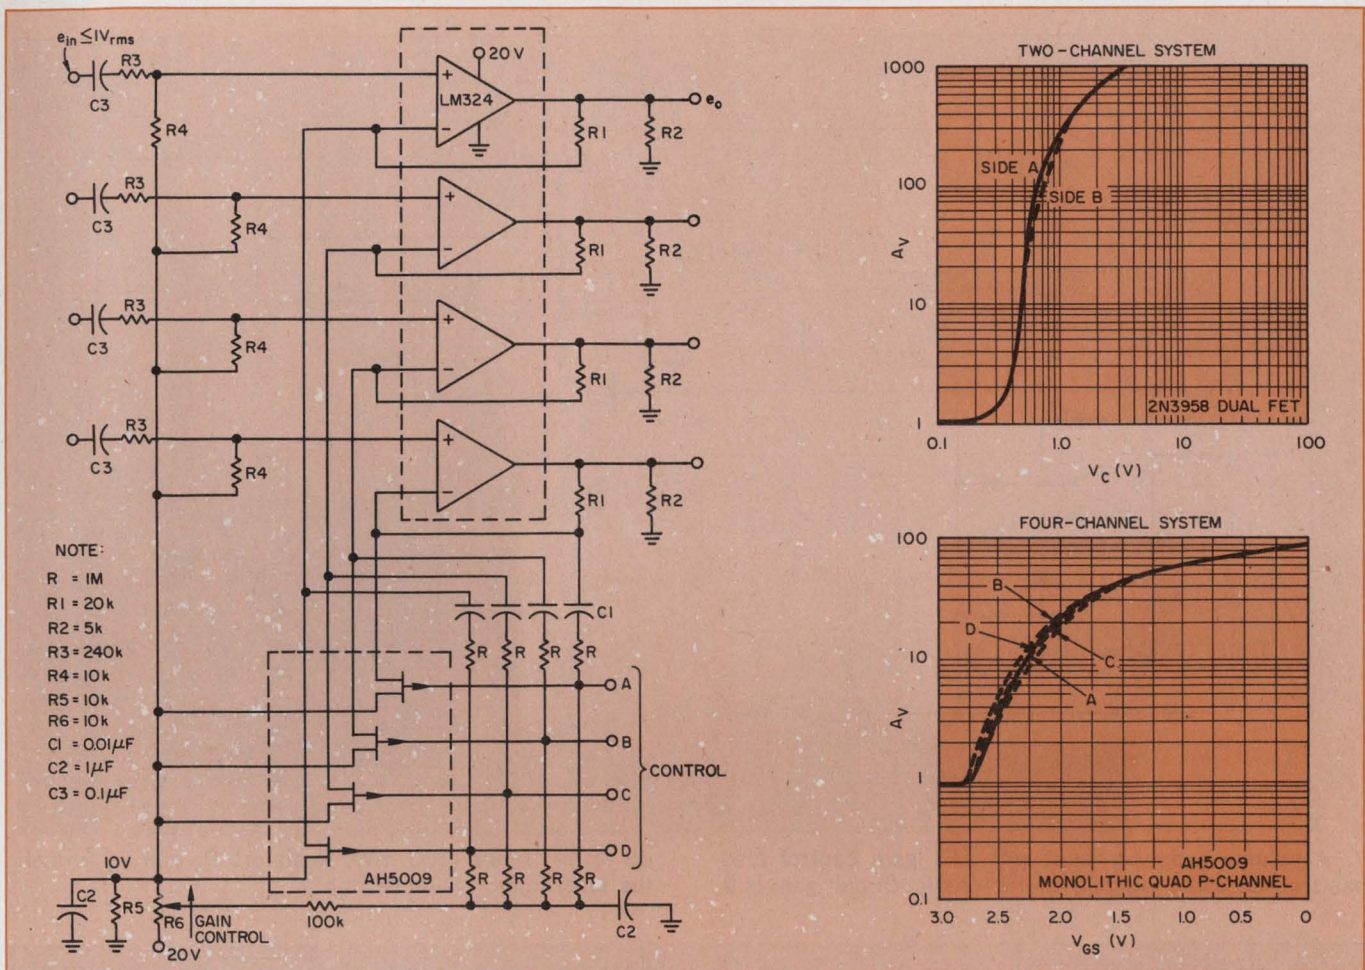 e_in ≤ 1V_rms
R3
C3
R4
20 V
+
LM324
−
R1
R2
e_o
R3
C3
R4
+
−
R1
R2
R3
C3
R4
+
−
R1
R2
R3
C3
R4
+
−
R1
R2
NOTE:
R = 1M
R1 = 20k
R2 = 5k
R3 = 240k
R4 = 10k
R5 = 10k
R6 = 10k
C1 = 0.01μF
C2 = 1μF
C3 = 0.1μF
C1
R R R R
A
B
C
D
CONTROL
AH5009
R R R R
10V
C2
R5
R6
GAIN
CONTROL
20V
100k
C2
TWO-CHANNEL SYSTEM
1000
100
10
1
A_V
SIDE A
SIDE B
2N3958 DUAL FET
0.1 1.0 10 100
V_C (V)
FOUR-CHANNEL SYSTEM
100
10
1
0.1
A_V
B
D
C
A
AH5009
MONOLITHIC QUAD P-CHANNEL
3.0 2.5 2.0 1.5 1.0 0.5 0
V_GS (V)